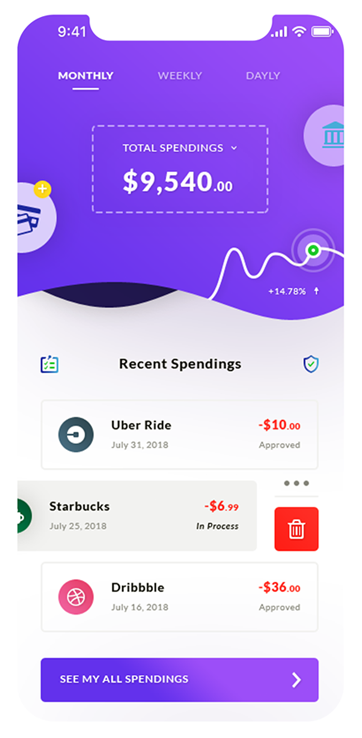 9:41
MONTHLY WEEKLY DAYLY
TOTAL SPENDINGS
$9,540.00
+14.78%
Recent Spendings
Uber Ride -$10.00
July 31, 2018 Approved
Starbucks -$6.99
July 25, 2018 In Process
Dribbble -$36.00
July 16, 2018 Approved
SEE MY ALL SPENDINGS